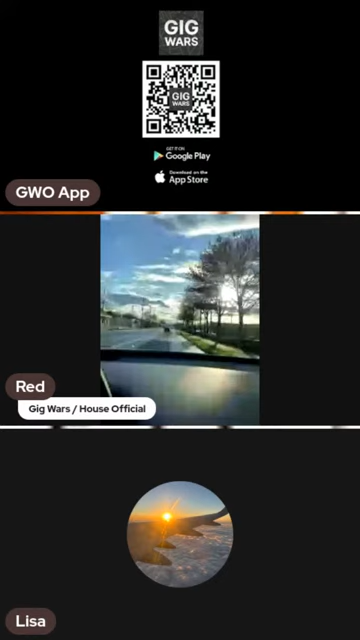 GIG
WARS
GIG
WARS
GET IT ON
Google Play
Download on the
App Store
GWO App
Red
Gig Wars / House Official
Lisa